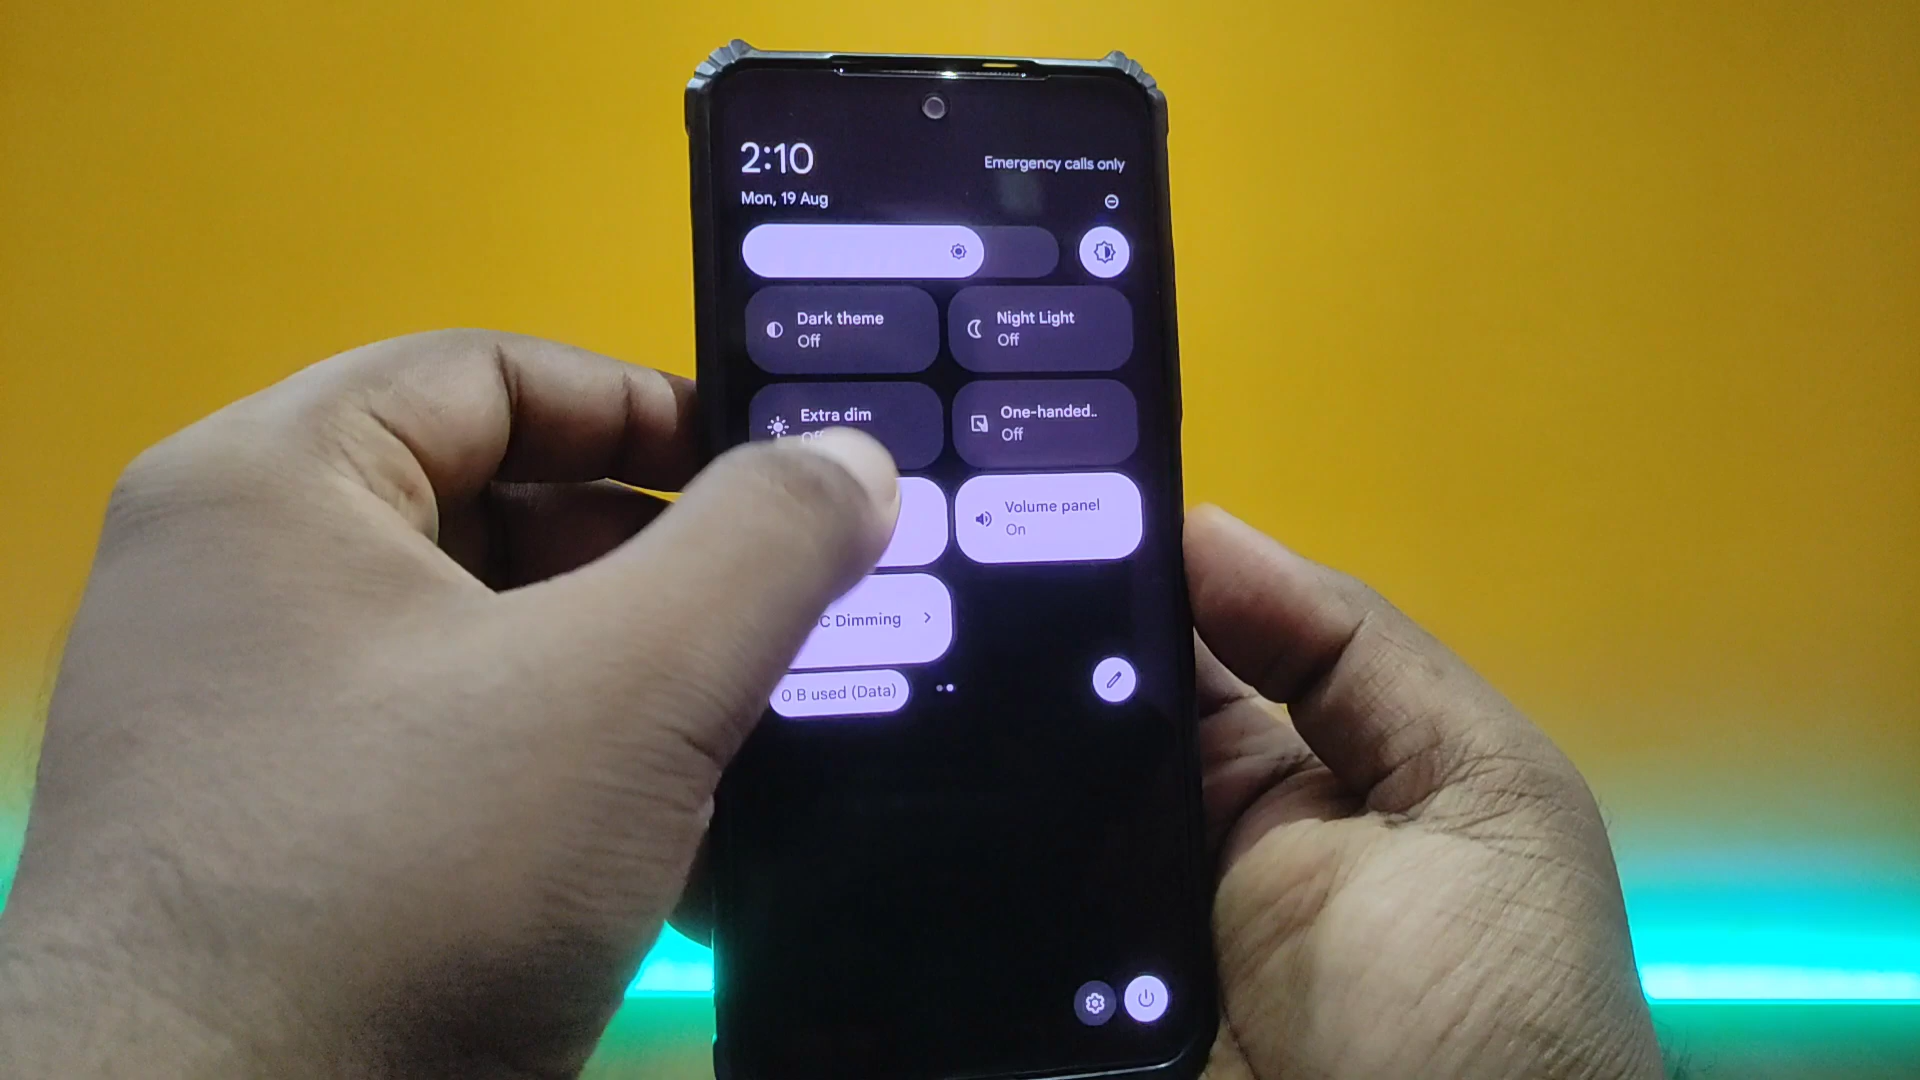 2:10
Emergency calls only
Mon, 19 Aug
Dark theme
Off
Night Light
Off
Extra dim
Off
One-handed..
Off
Volume panel
On
C Dimming
0 B used (Data)